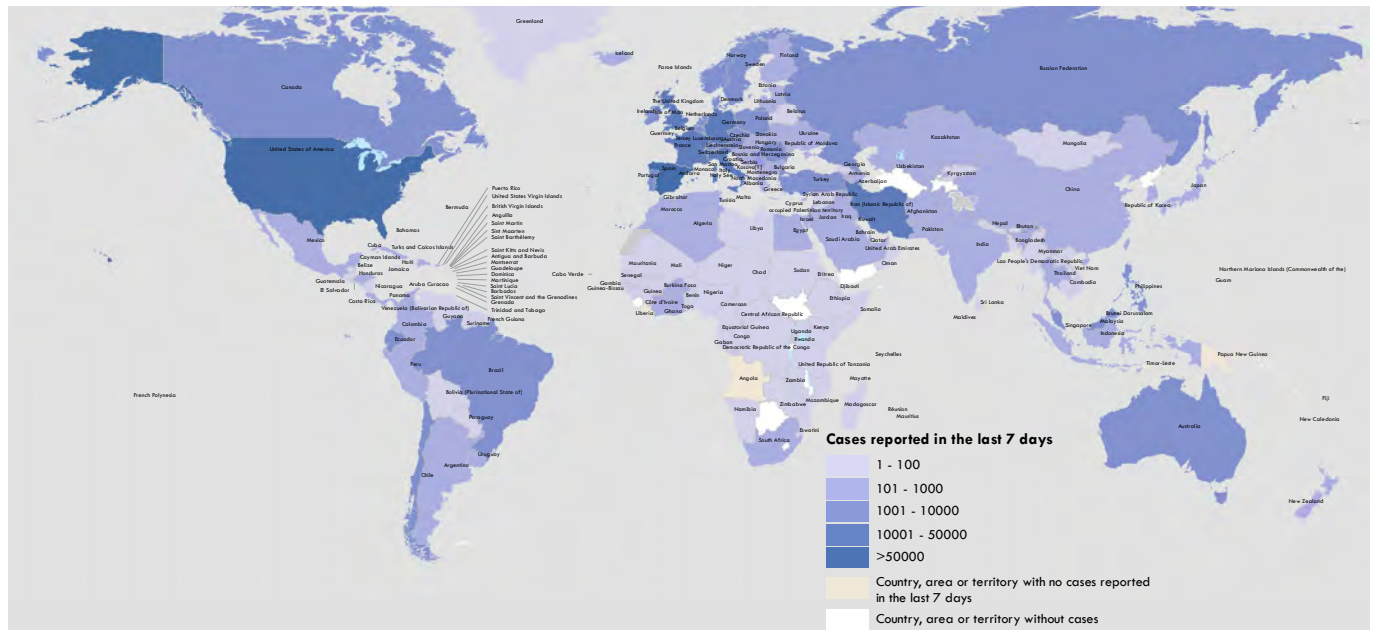 Greenland
Iceland
Faroe Islands
Norway
Finland
Sweden
Estonia
Latvia
Lithuania
Denmark
Belarus
Russian Federation
Canada
The United Kingdom
Ireland
Isle of Man
Netherlands
Germany
Poland
Guernsey
Belgium
Jersey
Luxembourg
Czechia
Slovakia
Ukraine
Kazakhstan
Mongolia
France
Liechtenstein
Austria
Hungary
Republic of Moldova
Switzerland
Slovenia
Romania
Croatia
Bosnia and Herzegovina
San Marino
Serbia
Monaco
Italy
Kosovo[1]
Bulgaria
Georgia
Uzbekistan
Kyrgyzstan
United States of America
Portugal
Spain
Andorra
Holy See
Montenegro
North Macedonia
Albania
Greece
Turkey
Armenia
Azerbaijan
China
Japan
Republic of Korea
Gibraltar
Malta
Tunisia
Cyprus
Syrian Arab Republic
Lebanon
occupied Palestinian territory
Israel
Jordan
Iraq
Iran (Islamic Republic of)
Kuwait
Afghanistan
Morocco
Algeria
Libya
Egypt
Bahrain
Qatar
Saudi Arabia
United Arab Emirates
Oman
Pakistan
Nepal
Bhutan
India
Bangladesh
Myanmar
Lao People's Democratic Republic
Viet Nam
Thailand
Cambodia
Philippines
Northern Mariana Islands (Commonwealth of the)
Guam
Bermuda
Puerto Rico
United States Virgin Islands
British Virgin Islands
Anguilla
Saint Martin
Sint Maarten
Saint Barthélemy
Saint Kitts and Nevis
Antigua and Barbuda
Montserrat
Guadeloupe
Dominica
Martinique
Saint Lucia
Barbados
Saint Vincent and the Grenadines
Grenada
Trinidad and Tabago
French Guiana
Mexico
Bahamas
Cuba
Turks and Caicos Islands
Cayman Islands
Haiti
Belize
Jamaica
Honduras
Guatemala
El Salvador
Nicaragua
Aruba
Curacao
Costa Rica
Panama
Venezuela (Bolivarian Republic of)
Guyana
Suriname
Colombia
Ecuador
Peru
Brazil
Bolivia (Plurinational State of)
Paraguay
Uruguay
Argentina
Chile
French Polynesia
Cabo Verde
Mauritania
Mali
Niger
Chad
Sudan
Eritrea
Senegal
Gambia
Guinea-Bissau
Guinea
Burkina Faso
Benin
Nigeria
Djibouti
Ethiopia
Somalia
Liberia
Côte d'Ivoire
Ghana
Togo
Cameroon
Central African Republic
Equatorial Guinea
Congo
Gabon
Democratic Republic of the Congo
Uganda
Kenya
Rwanda
United Republic of Tanzania
Seychelles
Angola
Zambia
Mayotte
Namibia
Zimbabwe
Mozambique
Madagascar
Réunion
Mauritius
South Africa
Eswatini
Maldives
Sri Lanka
Singapore
Brunei Darussalam
Malaysia
Indonesia
Timor-Leste
Papua New Guinea
Fiji
New Caledonia
Australia
New Zealand
Cases reported in the last 7 days
1 - 100
101 - 1000
1001 - 10000
10001 - 50000
>50000
Country, area or territory with no cases reported
in the last 7 days
Country, area or territory without cases